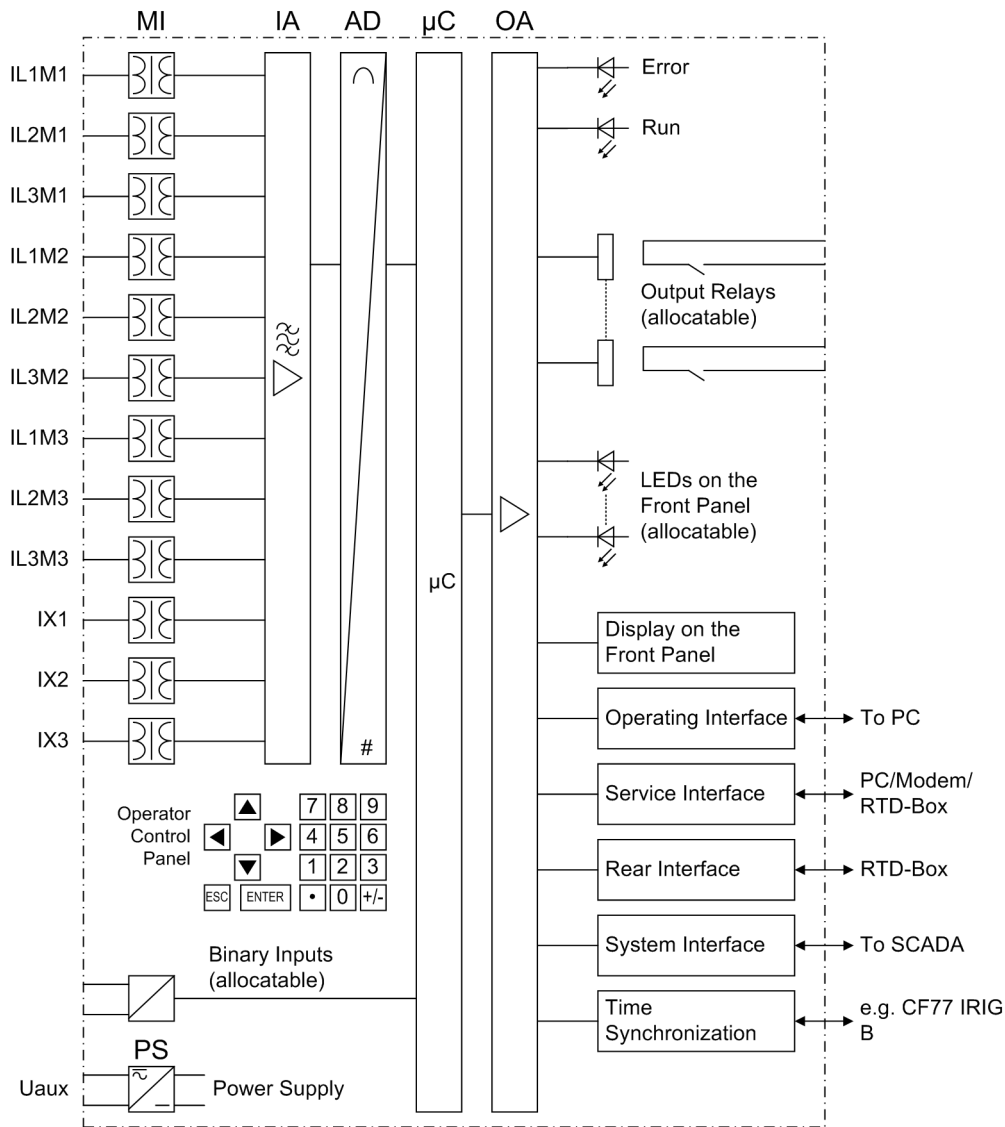 MI IA AD µC OA
IL1M1
IL2M1
IL3M1
IL1M2
IL2M2
IL3M2
IL1M3
IL2M3
IL3M3
IX1
IX2
IX3
#
µC
Error
Run
Output Relays
(allocatable)
LEDs on the
Front Panel
(allocatable)
Display on the
Front Panel
Operating Interface
To PC
Service Interface
PC/Modem/
RTD-Box
Rear Interface
RTD-Box
System Interface
To SCADA
Time
Synchronization
e.g. CF77 IRIG
B
Operator
Control
Panel
7 8 9
4 5 6
1 2 3
ESC ENTER • 0 +/-
Binary Inputs
(allocatable)
PS
Uaux
Power Supply